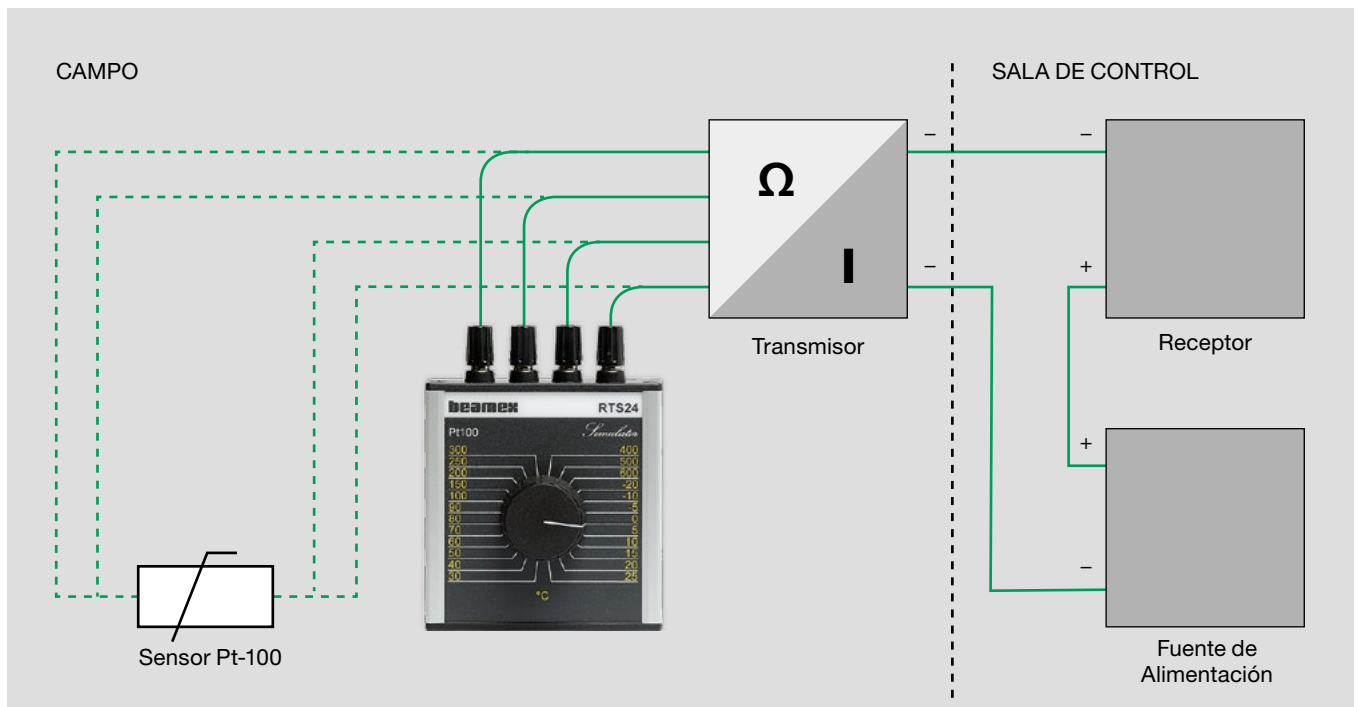 CAMPO
SALA DE CONTROL
Ω
I
–
–
–
+
Transmisor
Receptor
beamex RTS24
Pt100 Simulator
300 400
250 500
200 600
150 -20
100 -10
90 -5
80 0
70 5
60 10
50 15
40 20
30 25
°C
+
–
Sensor Pt-100
Fuente de
Alimentación